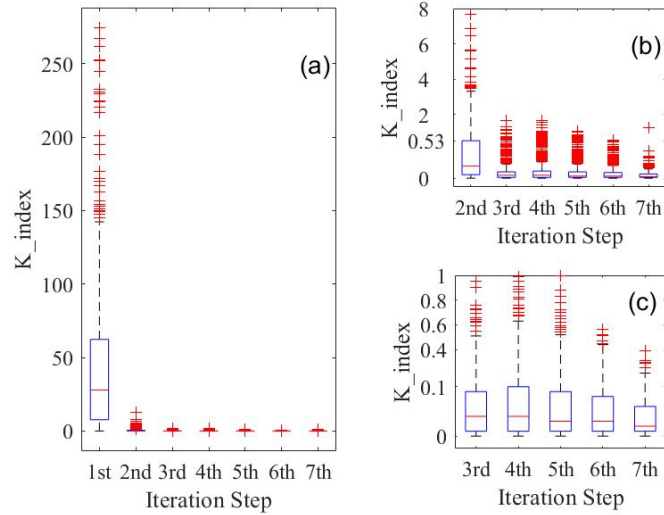 (a)
K_index
250
200
150
100
50
0
1st 2nd 3rd 4th 5th 6th 7th
Iteration Step
(b)
K_index
8
6
4
2
0.53
0
2nd 3rd 4th 5th 6th 7th
Iteration Step
(c)
K_index
1
0.8
0.6
0.4
0.1
0
3rd 4th 5th 6th 7th
Iteration Step